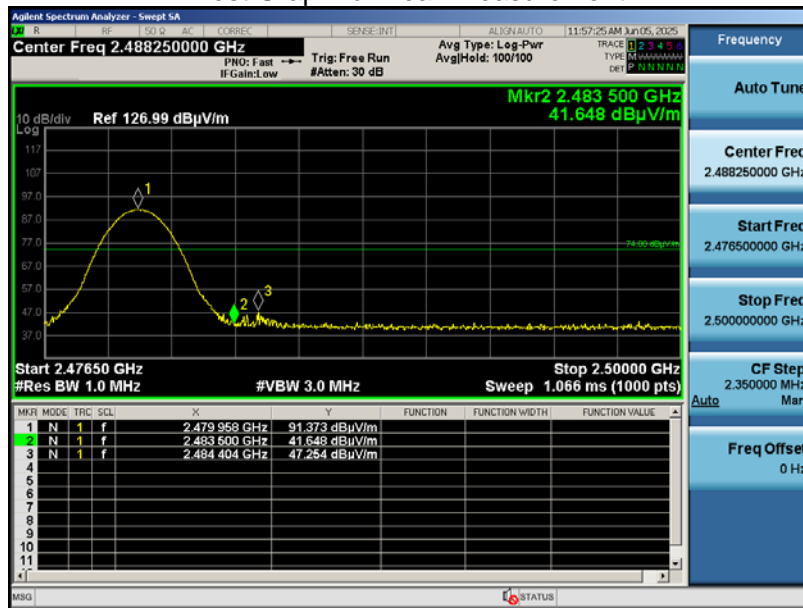 Agilent Spectrum Analyzer - Swept SA
R RF 50 Ω AC CORREC SENSE:INT ALIGN AUTO 11:57:25 AM Jun 05, 2025
Center Freq 2.488250000 GHz
PNO: Fast
IFGain:Low
Trig: Free Run
#Atten: 30 dB
Avg Type: Log-Pwr
Avg|Hold: 100/100
TRACE 1 2 3 4 5 6
TYPE M
DET P N N N N N
Mkr2 2.483 500 GHz
41.648 dBµV/m
10 dB/div Ref 126.99 dBµV/m
Log
117
107
97.0
87.0
77.0
67.0
57.0
47.0
37.0
1
2
3
74.00 dBµV/m
Start 2.47650 GHz Stop 2.50000 GHz
#Res BW 1.0 MHz #VBW 3.0 MHz Sweep 1.066 ms (1000 pts)
MKR MODE TRC SCL X Y FUNCTION FUNCTION WIDTH FUNCTION VALUE
1 N 1 f 2.479 958 GHz 91.373 dBµV/m
2 N 1 f 2.483 500 GHz 41.648 dBµV/m
3 N 1 f 2.484 404 GHz 47.254 dBµV/m
4
5
6
7
8
9
10
11
MSG STATUS
Frequency
Auto Tune
Center Freq
2.488250000 GHz
Start Freq
2.476500000 GHz
Stop Freq
2.500000000 GHz
CF Step
2.350000 MHz
Auto Man
Freq Offset
0 Hz